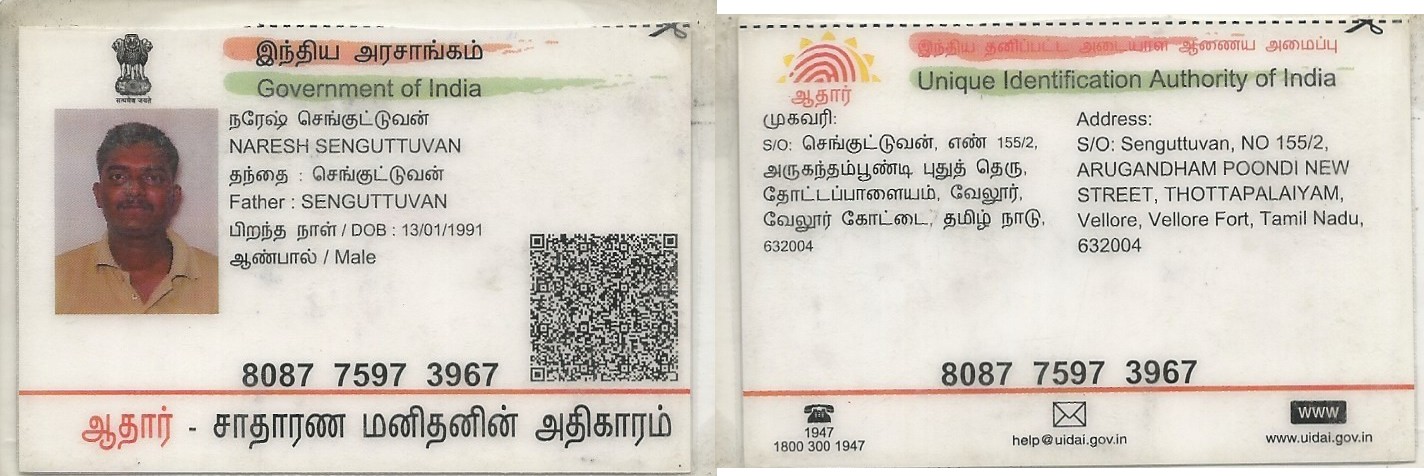 இந்திய அரசாங்கம்
Government of India
सत्यमेव जयते
நரேஷ் செங்குட்டுவன்
NARESH SENGUTTUVAN
தந்தை : செங்குட்டுவன்
Father : SENGUTTUVAN
பிறந்த நாள் / DOB : 13/01/1991
ஆண்பால் / Male
8087 7597 3967
ஆதார் - சாதாரண மனிதனின் அதிகாரம்
இந்திய தனிப்பட்ட அடையாள ஆணைய அமைப்பு
Unique Identification Authority of India
ஆதார்
முகவரி:
S/O: செங்குட்டுவன், எண் 155/2,
அருகந்தம்பூண்டி புதுத் தெரு,
தோட்டப்பாளையம், வேலூர்,
வேலூர் கோட்டை, தமிழ் நாடு,
632004
Address:
S/O: Senguttuvan, NO 155/2,
ARUGANDHAM POONDI NEW
STREET, THOTTAPALAIYAM,
Vellore, Vellore Fort, Tamil Nadu,
632004
8087 7597 3967
1947
1800 300 1947
help@uidai.gov.in
www
www.uidai.gov.in